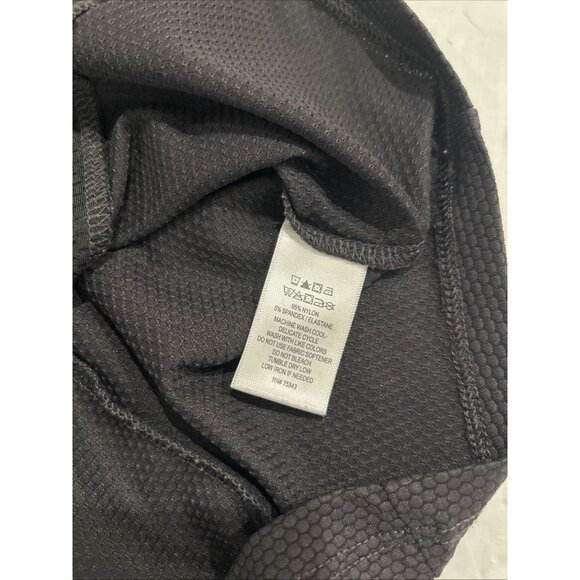 95% NYLON
5% SPANDEX / ELASTANE
MACHINE WASH COOL-
DELICATE CYCLE
WASH WITH LIKE COLORS
DO NOT USE FABRIC SOFTENER
DO NOT BLEACH
TUMBLE DRY LOW
LOW IRON IF NEEDED
RN# 75343